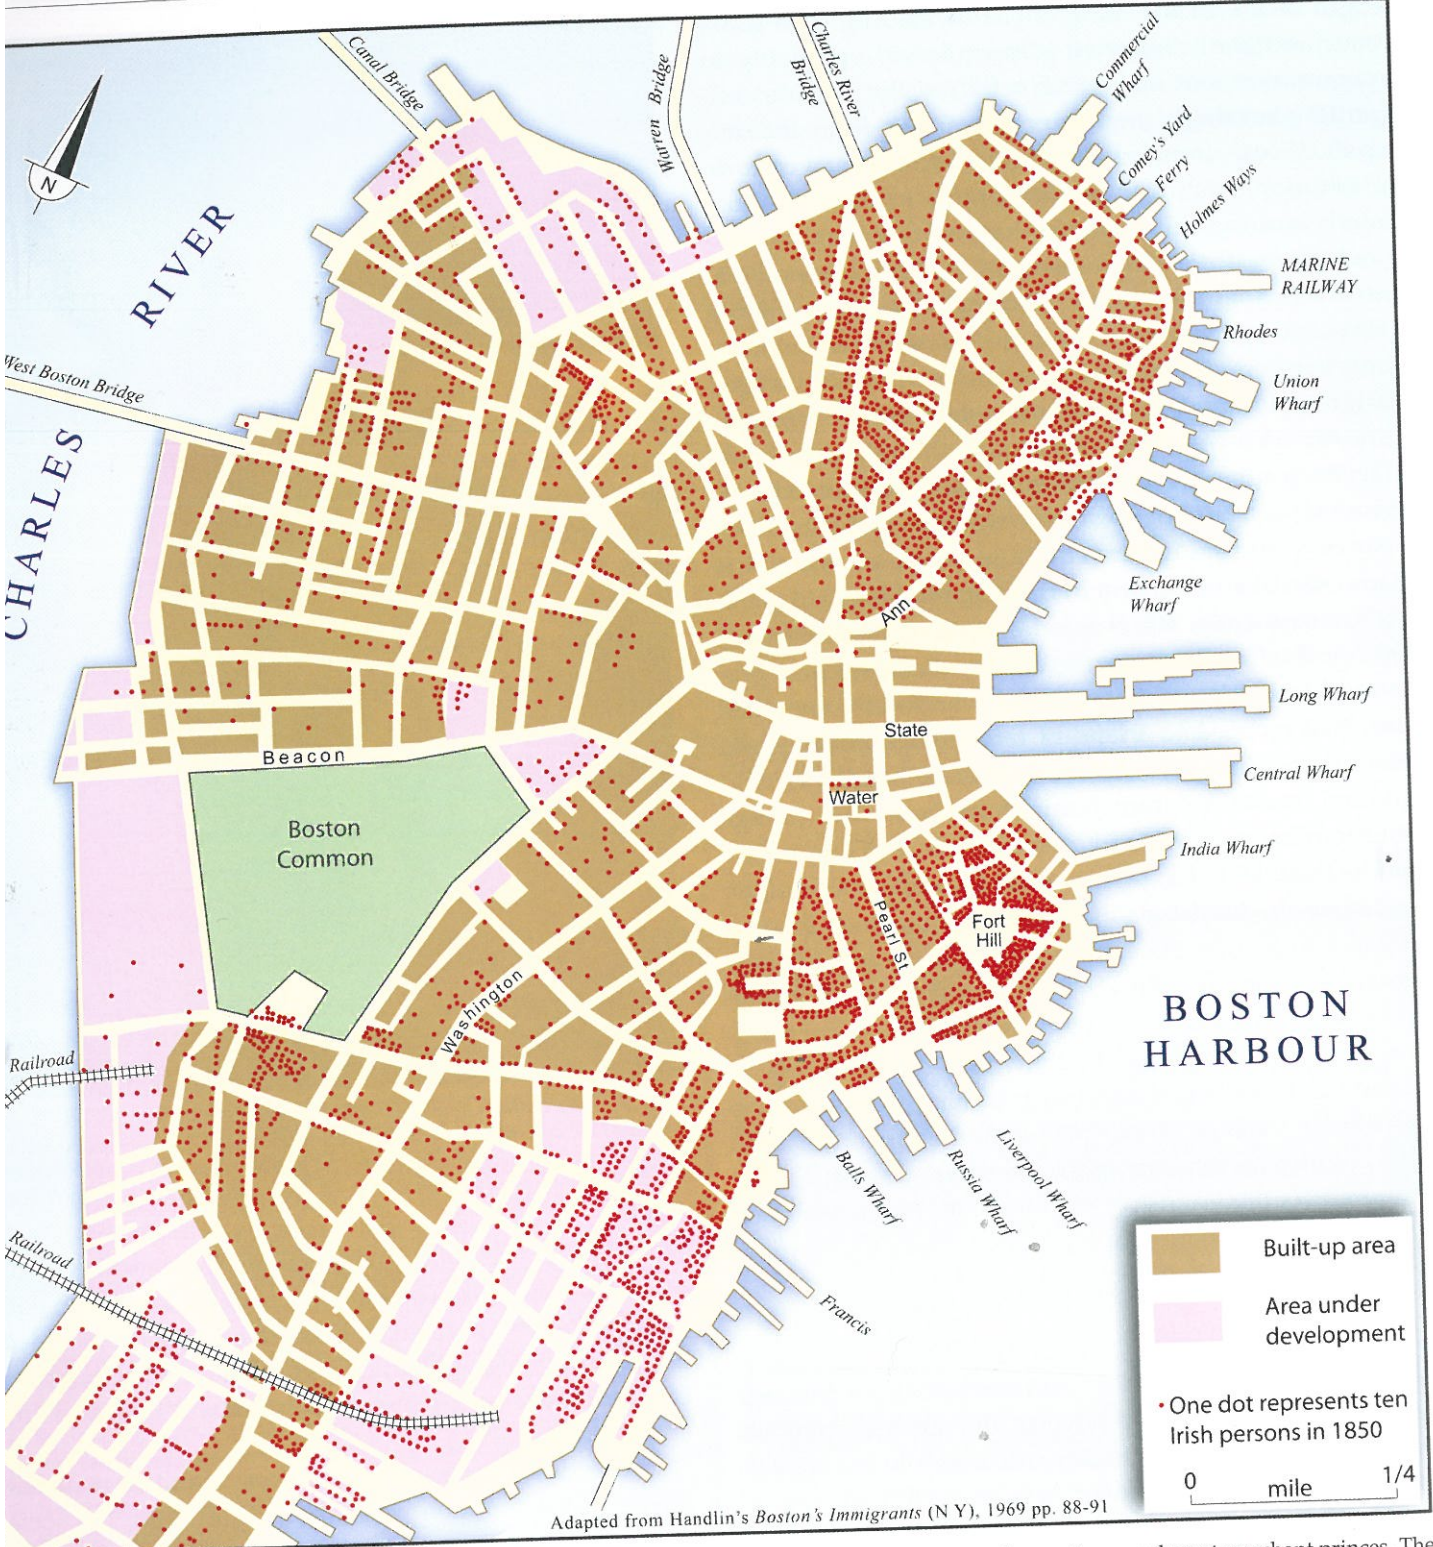 Canal Bridge
Warren Bridge
Charles River
Bridge
Commercial
Wharf
Comey's Yard
Ferry
Holmes Ways
N
RIVER
MARINE
RAILWAY
Rhodes
West Boston Bridge
Union
Wharf
CHARLES
Exchange
Wharf
Ann
Long Wharf
State
Beacon
Central Wharf
Water
Boston
Common
India Wharf
Pearl St
Fort
Hill
Washington
BOSTON
HARBOUR
Railroad
Balls Wharf
Russia Wharf
Liverpool Wharf
Railroad
Francis
Built-up area
Area under
development
One dot represents ten
Irish persons in 1850
0 mile 1/4
Adapted from Handlin's Boston's Immigrants (N Y), 1969 pp. 88-91
princes. The